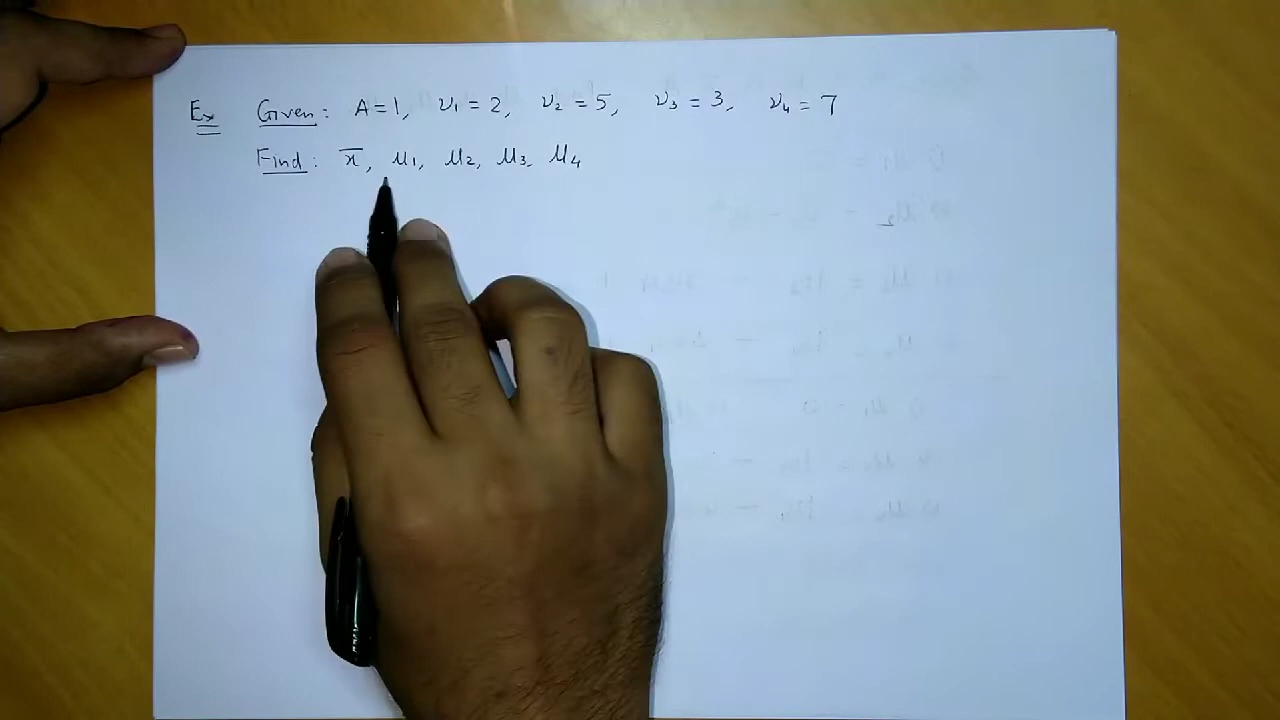 Ex Given: A=1, ν₁ = 2, ν₂ = 5, ν₃ = 3, ν₄ = 7
Find: x̄, μ₁, μ₂, μ₃, μ₄